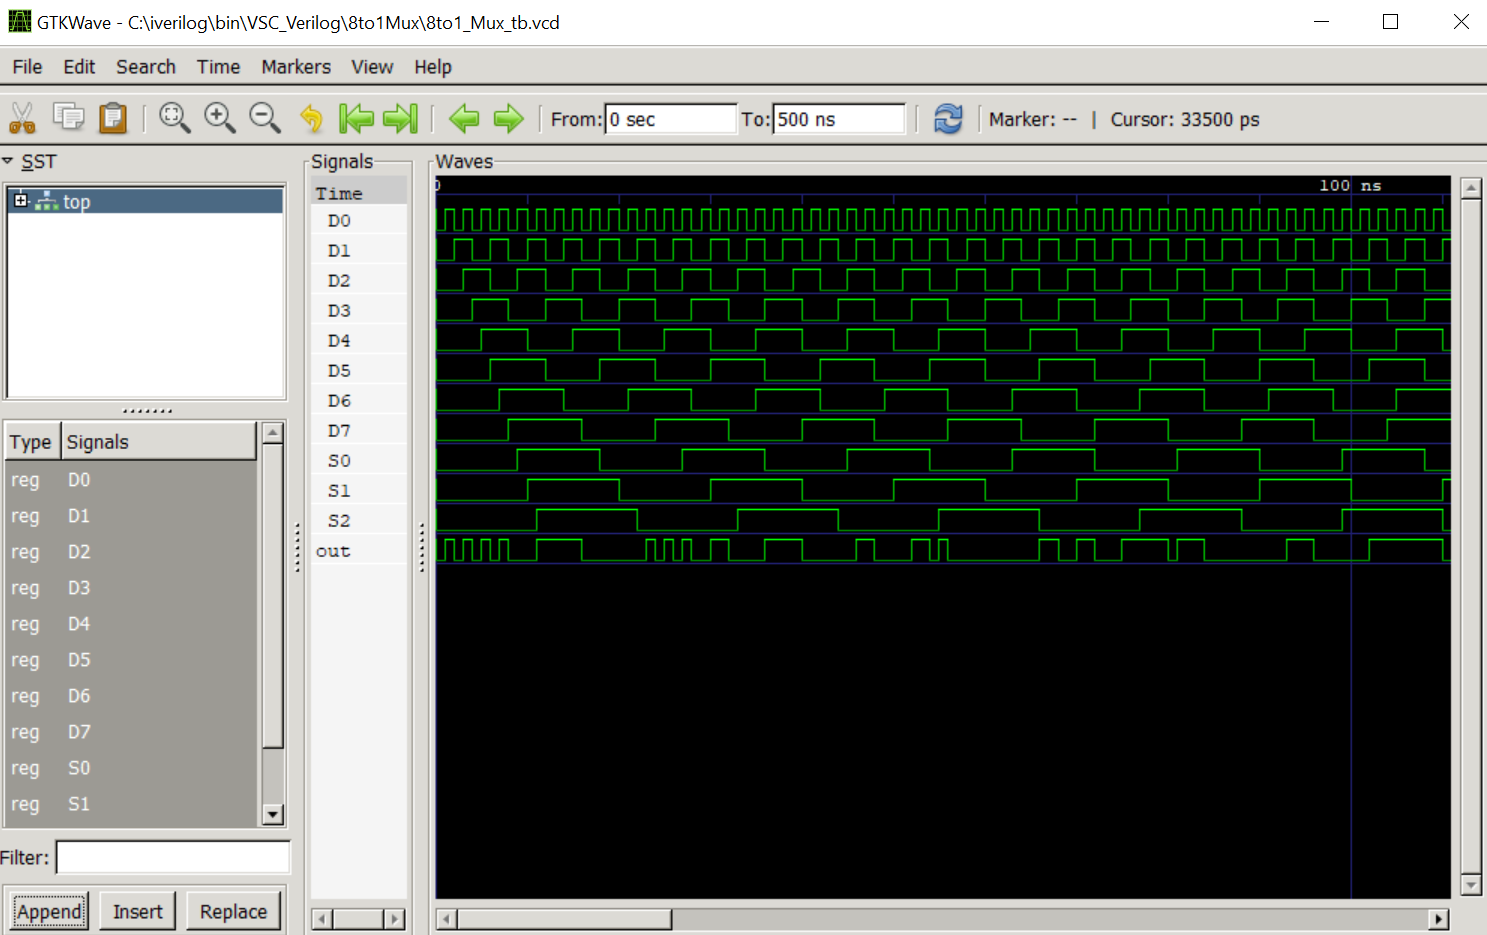 GTKWave - C:\iverilog\bin\VSC_Verilog\8to1Mux\8to1_Mux_tb.vcd
File Edit Search Time Markers View Help
From: 0 sec To: 500 ns Marker: -- | Cursor: 33500 ps
SST
top
Type Signals
reg D0
reg D1
reg D2
reg D3
reg D4
reg D5
reg D6
reg D7
reg S0
reg S1
Filter:
Append Insert Replace
Signals
Time
D0
D1
D2
D3
D4
D5
D6
D7
S0
S1
S2
out
Waves
0 100 ns